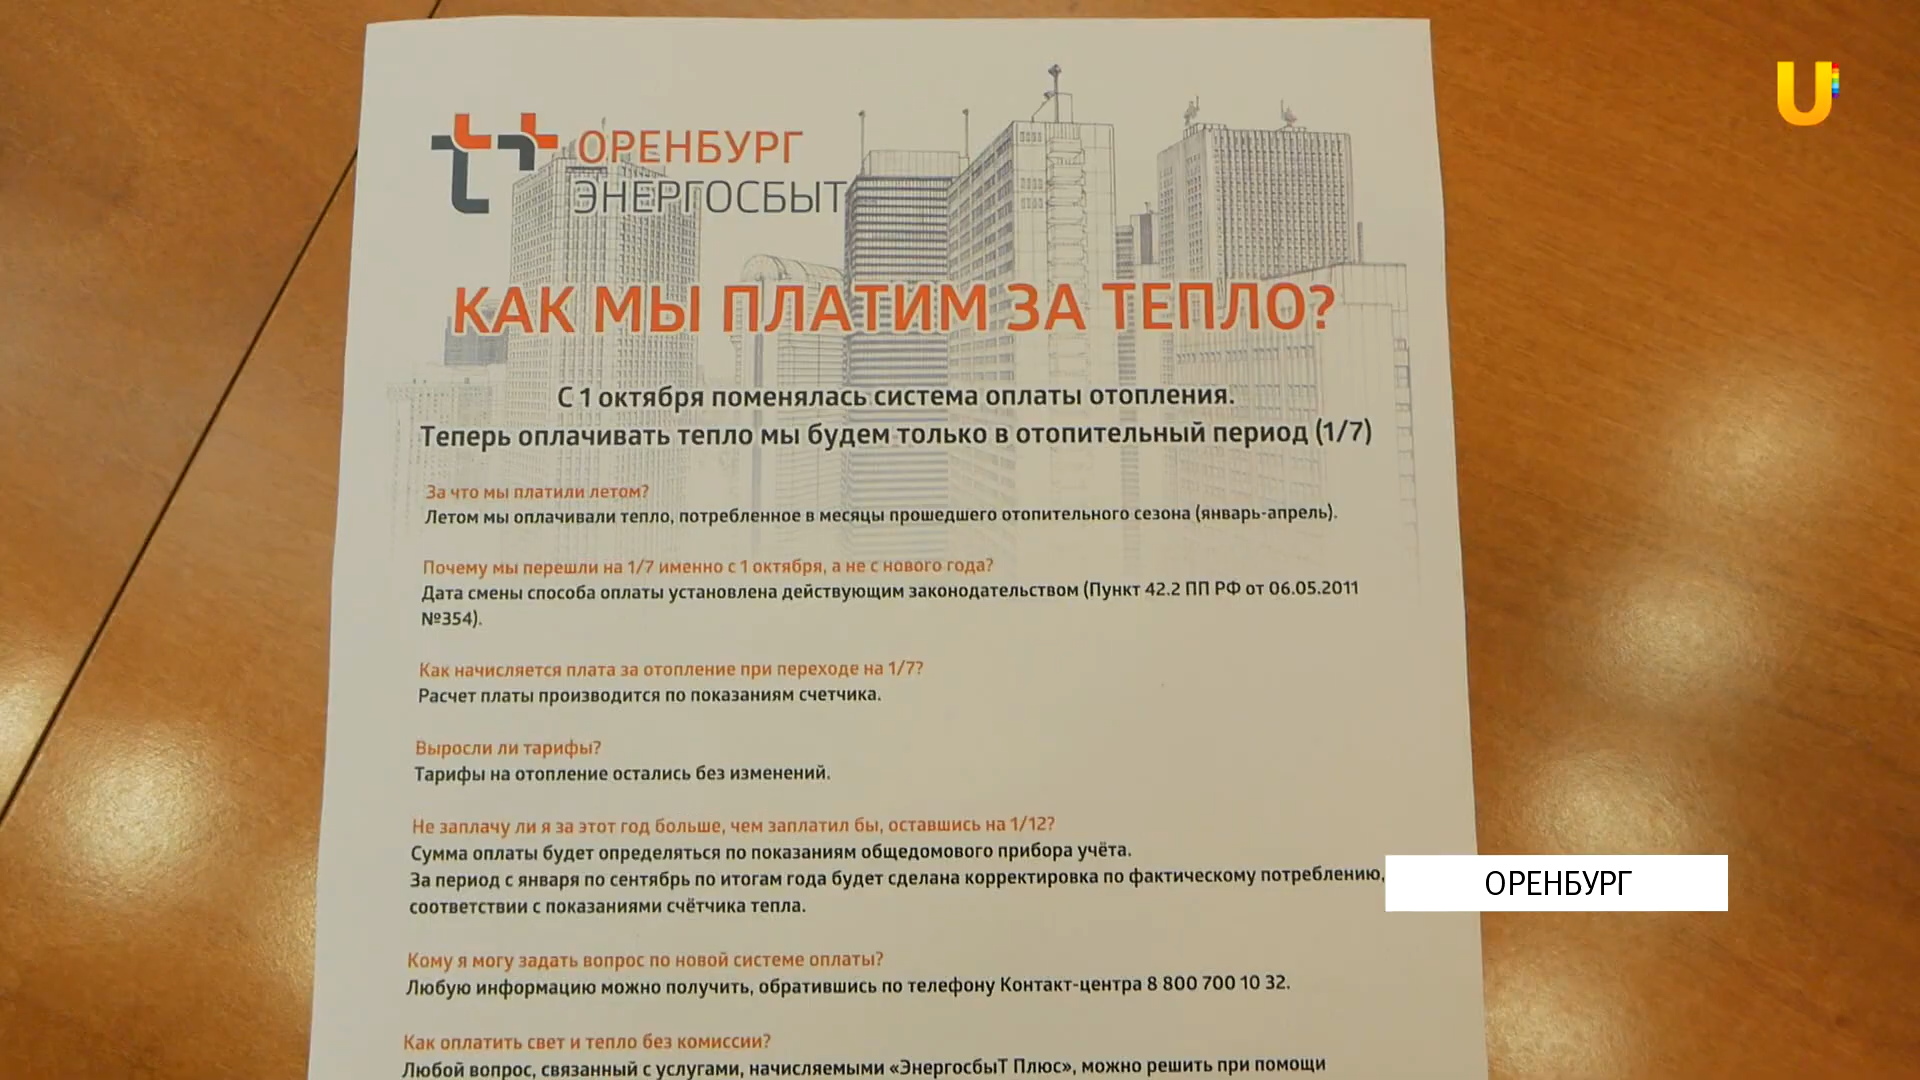 U
ОРЕНБУРГ
ЭНЕРГОСБЫТ
КАК МЫ ПЛАТИМ ЗА ТЕПЛО?
С 1 октября поменялась система оплаты отопления.
Теперь оплачивать тепло мы будем только в отопительный период (1/7)
За что мы платили летом?
Летом мы оплачивали тепло, потребленное в месяцы прошедшего отопительного сезона (январь-апрель).
Почему мы перешли на 1/7 именно с 1 октября, а не с нового года?
Дата смены способа оплаты установлена действующим законодательством (Пункт 42.2 ПП РФ от 06.05.2011
№354).
Как начисляется плата за отопление при переходе на 1/7?
Расчет платы производится по показаниям счетчика.
Выросли ли тарифы?
Тарифы на отопление остались без изменений.
Не заплачу ли я за этот год больше, чем заплатил бы, оставшись на 1/12?
Сумма оплаты будет определяться по показаниям общедомового прибора учёта.
За период с января по сентябрь по итогам года будет сделана корректировка по фактическому потреблению,
соответствии с показаниями счётчика тепла.
ОРЕНБУРГ
Кому я могу задать вопрос по новой системе оплаты?
Любую информацию можно получить, обратившись по телефону Контакт-центра 8 800 700 10 32.
Как оплатить свет и тепло без комиссии?
Любой вопрос, связанный с услугами, начисляемыми «ЭнергосбыТ Плюс», можно решить при помощи